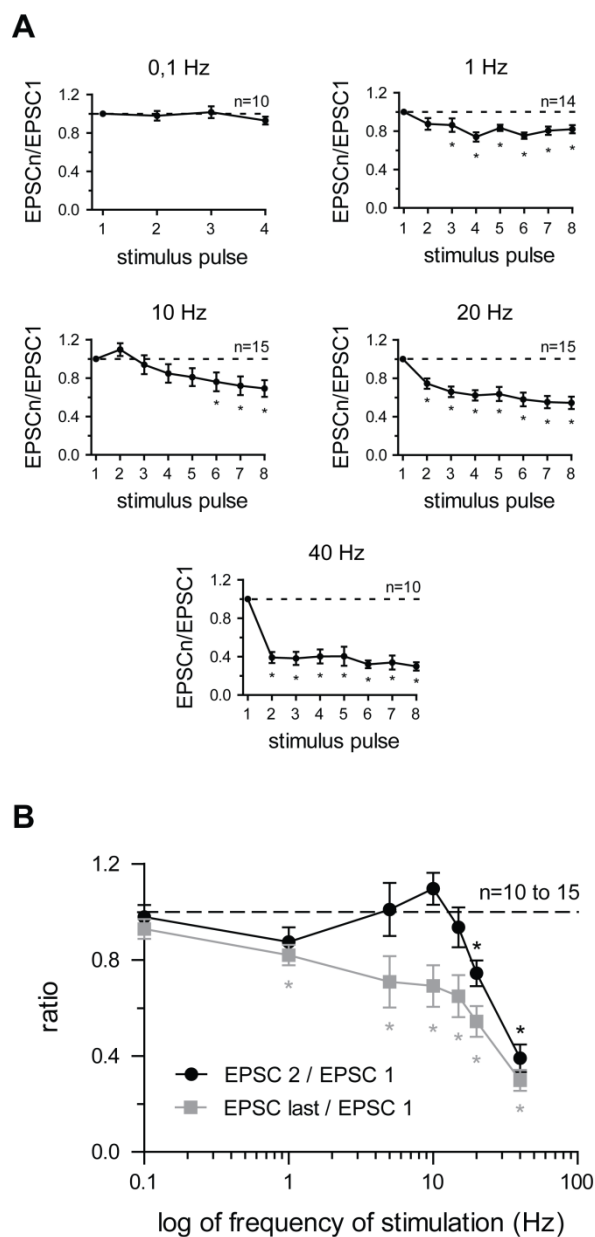 A
0,1 Hz
EPSCn/EPSC1
1.2
0.8
0.4
0.0
n=10
1 2 3 4
stimulus pulse
1 Hz
EPSCn/EPSC1
1.2
0.8
0.4
0.0
n=14
* * * * * *
1 2 3 4 5 6 7 8
stimulus pulse
10 Hz
EPSCn/EPSC1
1.2
0.8
0.4
0.0
n=15
* * *
1 2 3 4 5 6 7 8
stimulus pulse
20 Hz
EPSCn/EPSC1
1.2
0.8
0.4
0.0
n=15
* * * * * * *
1 2 3 4 5 6 7 8
stimulus pulse
40 Hz
EPSCn/EPSC1
1.2
0.8
0.4
0.0
n=10
* * * * * * *
1 2 3 4 5 6 7 8
stimulus pulse
B
ratio
1.2
0.8
0.4
0.0
n=10 to 15
* *
* * * * * *
EPSC 2 / EPSC 1
EPSC last / EPSC 1
0.1 1 10 100
log of frequency of stimulation (Hz)